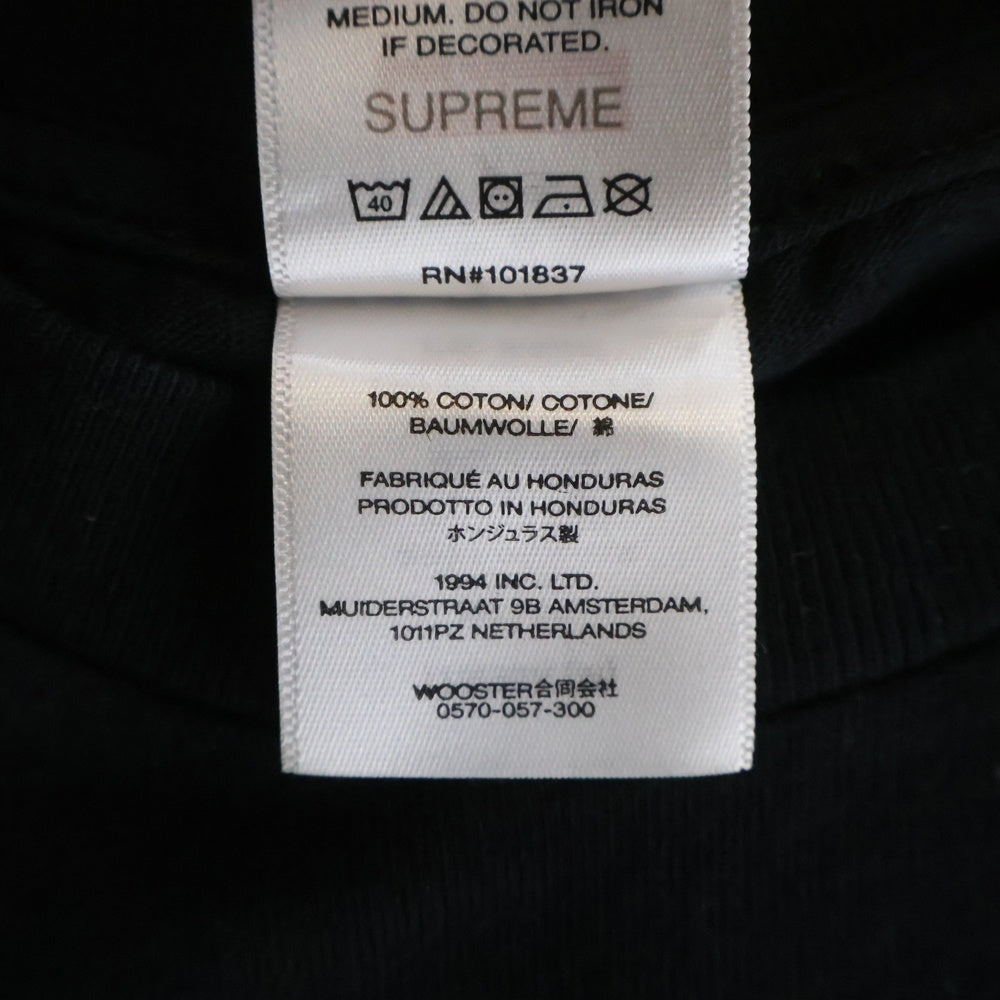 MEDIUM. DO NOT IRON
IF DECORATED.
SUPREME
40
RN#101837
100% COTON/ COTONE/
BAUMWOLLE/ 綿
FABRIQUÉ AU HONDURAS
PRODOTTO IN HONDURAS
ホンジュラス製
1994 INC. LTD.
MUIDERSTRAAT 9B AMSTERDAM,
1011PZ NETHERLANDS
WOOSTER合同会社
0570-057-300